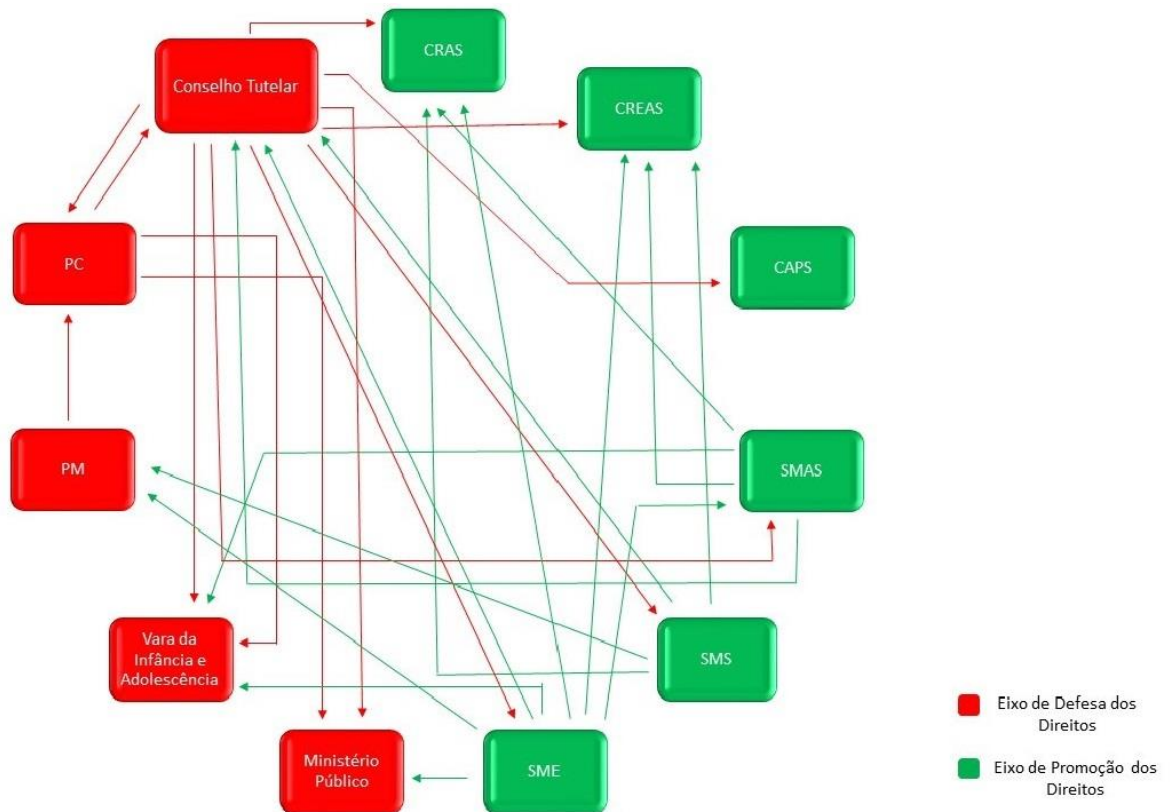 CRAS
Conselho Tutelar
CREAS
PC
CAPS
PM
SMAS
Vara da
Infância e
Adolescência
SMS
Ministério
Público
SME
Eixo de Defesa dos
Direitos
Eixo de Promoção dos
Direitos